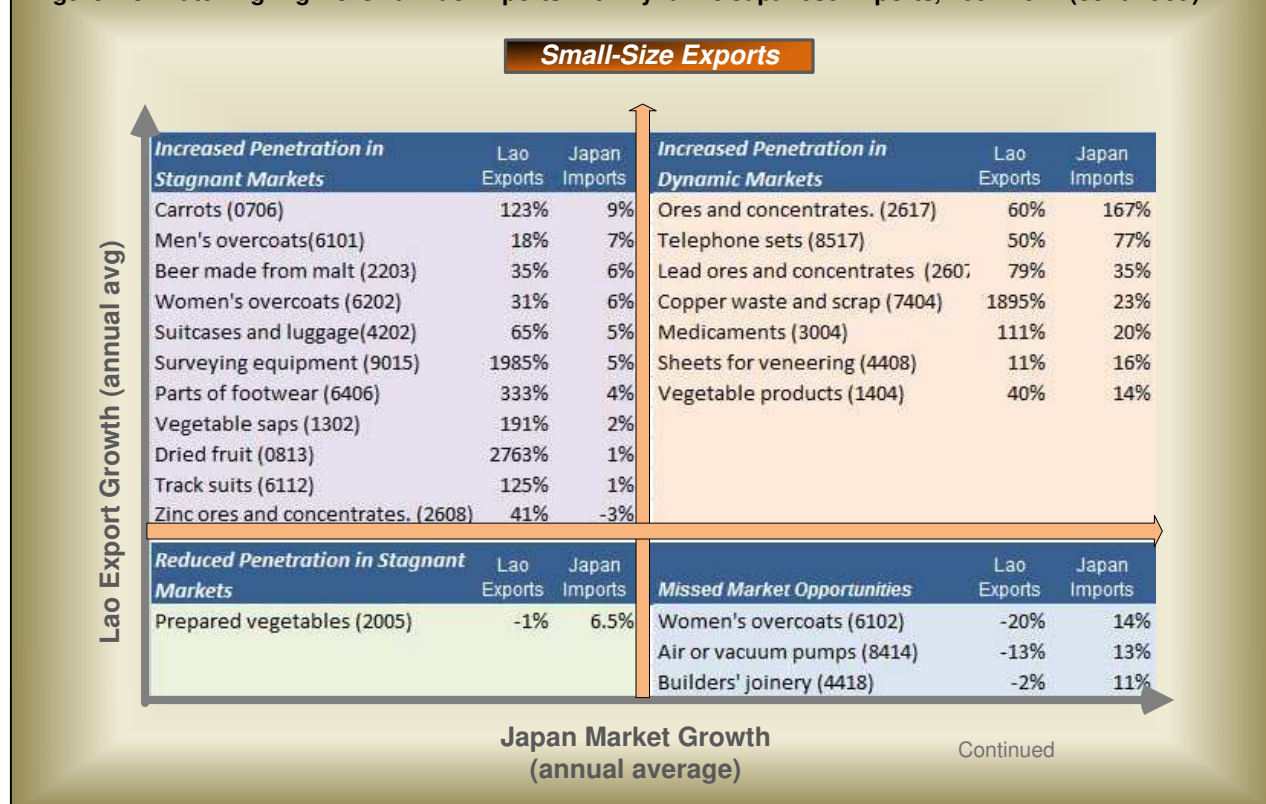 Small-Size Exports
Increased Penetration in Stagnant Markets Lao Exports Japan Imports
Carrots (0706) 123% 9%
Men's overcoats(6101) 18% 7%
Beer made from malt (2203) 35% 6%
Women's overcoats (6202) 31% 6%
Suitcases and luggage(4202) 65% 5%
Surveying equipment (9015) 1985% 5%
Parts of footwear (6406) 333% 4%
Vegetable saps (1302) 191% 2%
Dried fruit (0813) 2763% 1%
Track suits (6112) 125% 1%
Zinc ores and concentrates. (2608) 41% -3%
Increased Penetration in Dynamic Markets Lao Exports Japan Imports
Ores and concentrates. (2617) 60% 167%
Telephone sets (8517) 50% 77%
Lead ores and concentrates (2607 79% 35%
Copper waste and scrap (7404) 1895% 23%
Medicaments (3004) 111% 20%
Sheets for veneering (4408) 11% 16%
Vegetable products (1404) 40% 14%
Reduced Penetration in Stagnant Markets Lao Exports Japan Imports
Prepared vegetables (2005) -1% 6.5%
Missed Market Opportunities Lao Exports Japan Imports
Women's overcoats (6102) -20% 14%
Air or vacuum pumps (8414) -13% 13%
Builders' joinery (4418) -2% 11%
Lao Export Growth (annual avg)
Japan Market Growth
(annual average)
Continued